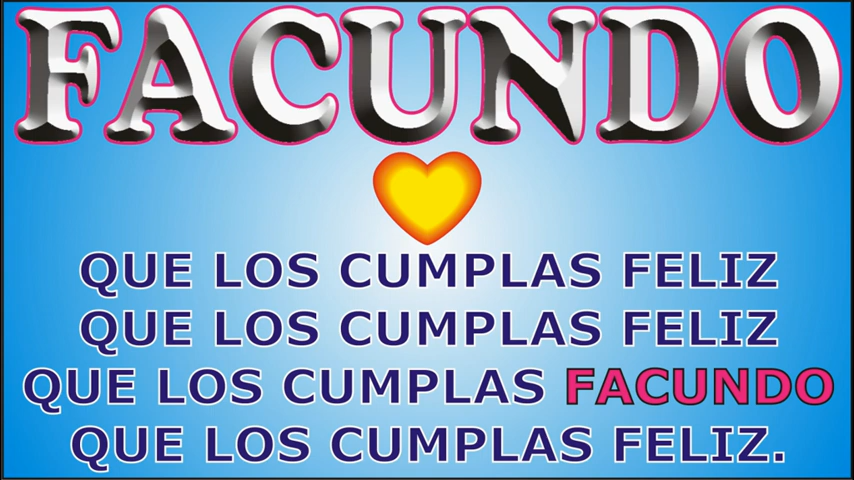 FACUNDO
QUE LOS CUMPLAS FELIZ
QUE LOS CUMPLAS FELIZ
QUE LOS CUMPLAS FACUNDO
QUE LOS CUMPLAS FELIZ.